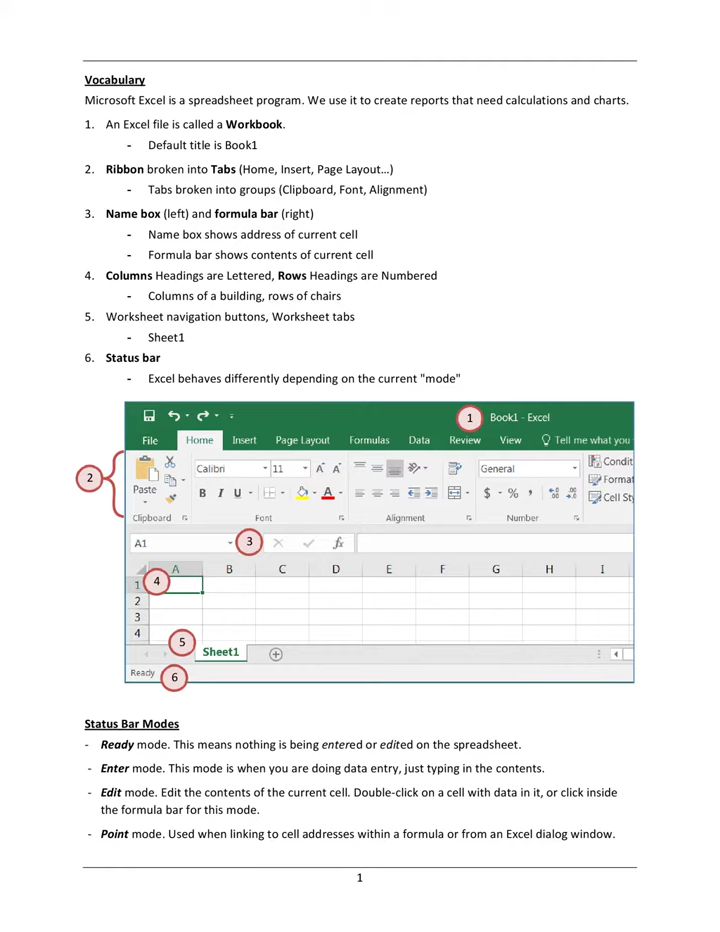 Vocabulary
Microsoft Excel is a spreadsheet program. We use it to create reports that need calculations and charts.
1. An Excel file is called a Workbook.
- Default title is Book1
2. Ribbon broken into Tabs (Home, Insert, Page Layout…)
- Tabs broken into groups (Clipboard, Font, Alignment)
3. Name box (left) and formula bar (right)
- Name box shows address of current cell
- Formula bar shows contents of current cell
4. Columns Headings are Lettered, Rows Headings are Numbered
- Columns of a building, rows of chairs
5. Worksheet navigation buttons, Worksheet tabs
- Sheet1
6. Status bar
- Excel behaves differently depending on the current "mode"
1 Book1 - Excel
File Home Insert Page Layout Formulas Data Review View Tell me what you
Calibri 11 A A General Condit
2
Paste B I U A $ % , Format
Cell Sty
Clipboard Font Alignment Number
A1 3 fx
A B C D E F G H I
1 4
2
3
4
5 Sheet1
Ready 6
Status Bar Modes
- Ready mode. This means nothing is being entered or edited on the spreadsheet.
- Enter mode. This mode is when you are doing data entry, just typing in the contents.
- Edit mode. Edit the contents of the current cell. Double-click on a cell with data in it, or click inside
the formula bar for this mode.
- Point mode. Used when linking to cell addresses within a formula or from an Excel dialog window.
1